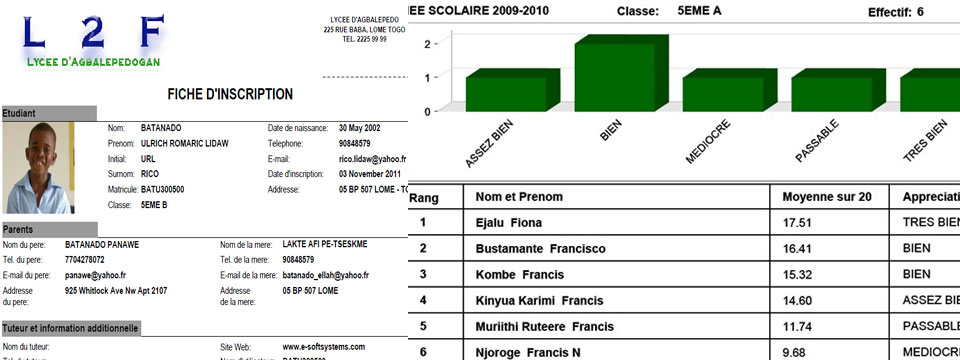 L 2 F
LYCEE D'AGBALEPEDOGAN
LYCEE D'AGBALEPEDO
225 RUE BABA, LOME TOGO
TEL. 2225 99 99
FICHE D'INSCRIPTION
Etudiant
Nom: BATANADO Date de naissance: 30 May 2002
Prenom: ULRICH ROMARIC LIDAW Telephone: 90848579
Initial: URL E-mail: rico.lidaw@yahoo.fr
Surnom: RICO Date d'inscription: 03 November 2011
Matricule: BATU300500 Addresse: 05 BP 507 LOME - TO
Classe: 5EME B
Parents
Nom du pere: BATANADO PANAWE Nom de la mere: LAKTE AFI PE-TSEKME
Tel. du pere: 7704278072 Tel. de la mere: 90848579
E-mail du pere: panawe@yahoo.fr E-mail de la mere: batanado_ellah@yahoo.fr
Addresse 925 Whitlock Ave Nw Apt 2107 Addresse 05 BP 507 LOME
du pere: de la mere:
Tuteur et information additionnelle
Nom du tuteur: Site Web: www.e-softsystems.com
EE SCOLAIRE 2009-2010 Classe: 5EME A Effectif: 6
2
1
0
ASSEZ BIEN
BIEN
MEDIOCRE
PASSABLE
TRES BIEN
Rang Nom et Prenom Moyenne sur 20 Appreciati
1 Ejalu Fiona 17.51 TRES BIEN
2 Bustamante Francisco 16.41 BIEN
3 Kombe Francis 15.32 BIEN
4 Kinyua Karimi Francis 14.60 ASSEZ BIE
5 Muriithi Ruteere Francis 11.74 PASSABLE
6 Njoroge Francis N 9.68 MEDIOCRE